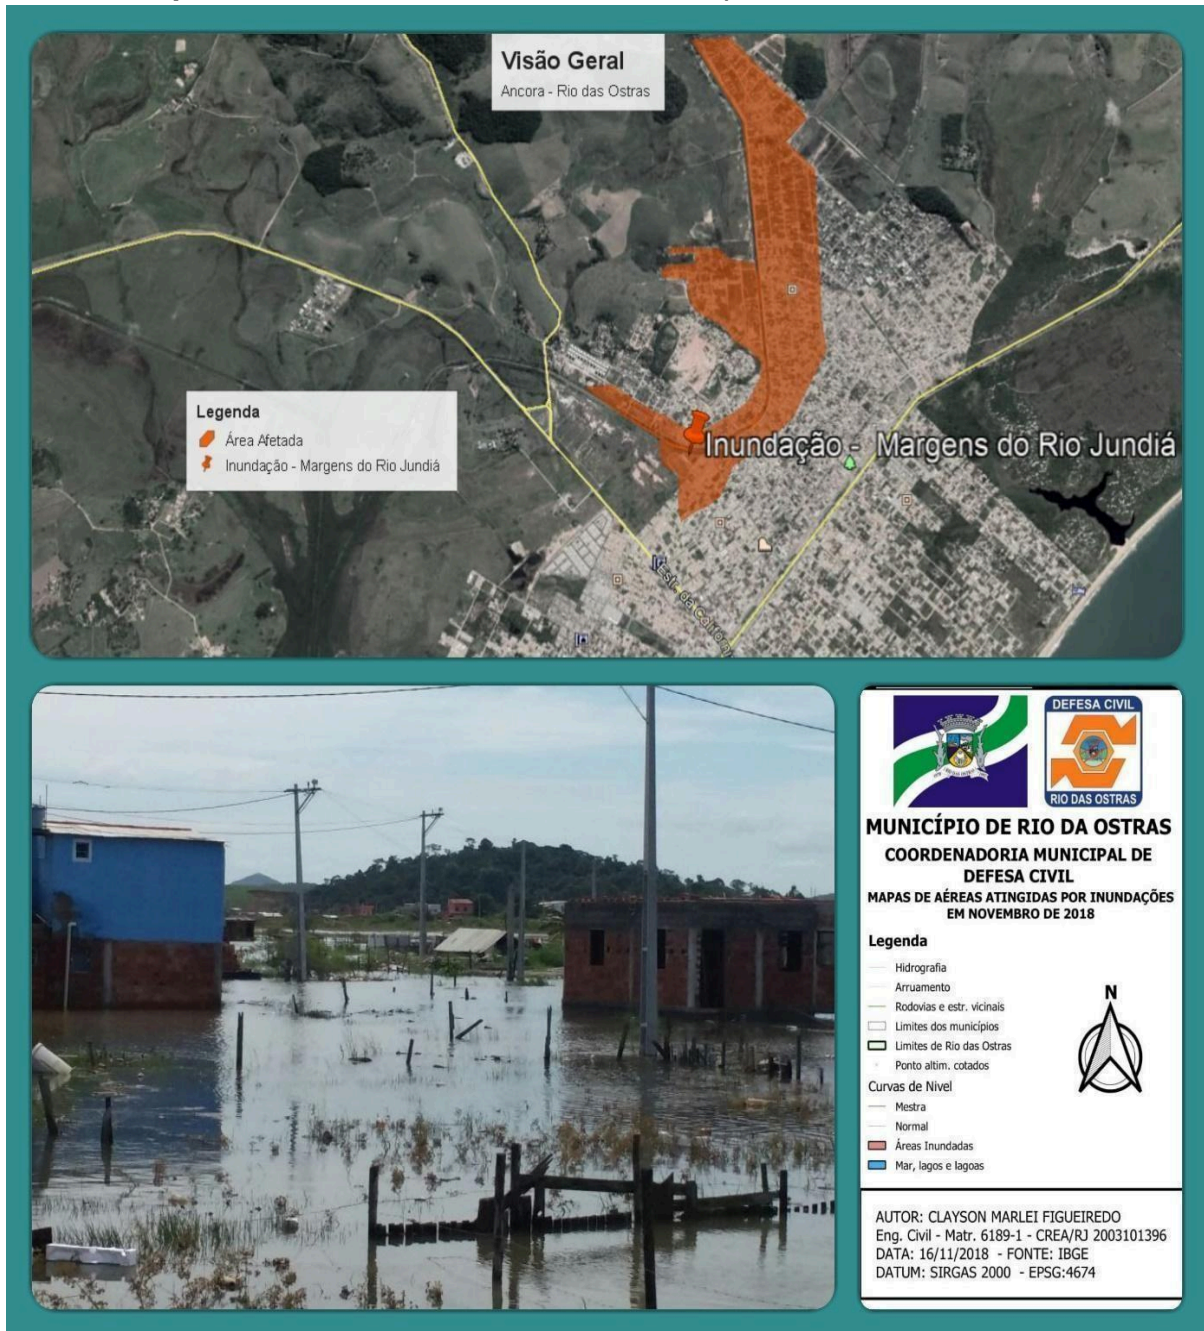 Visão Geral
Ancora - Rio das Ostras
Legenda
Área Afetada
Inundação - Margens do Rio Jundiá
Inundação - Margens do Rio Jundiá
DEFESA CIVIL
RIO DAS OSTRAS
MUNICÍPIO DE RIO DA OSTRAS
COORDENADORIA MUNICIPAL DE
DEFESA CIVIL
MAPAS DE AÉREAS ATINGIDAS POR INUNDAÇÕES
EM NOVEMBRO DE 2018
Legenda
Hidrografia
Arruamento
Rodovias e estr. vicinais
Limites dos municípios
Limites de Rio das Ostras
Ponto altim. cotados
Curvas de Nivel
Mestra
Normal
Áreas Inundadas
Mar, lagos e lagoas
N
AUTOR: CLAYSON MARLEI FIGUEIREDO
Eng. Civil - Matr. 6189-1 - CREA/RJ 2003101396
DATA: 16/11/2018 - FONTE: IBGE
DATUM: SIRGAS 2000 - EPSG:4674